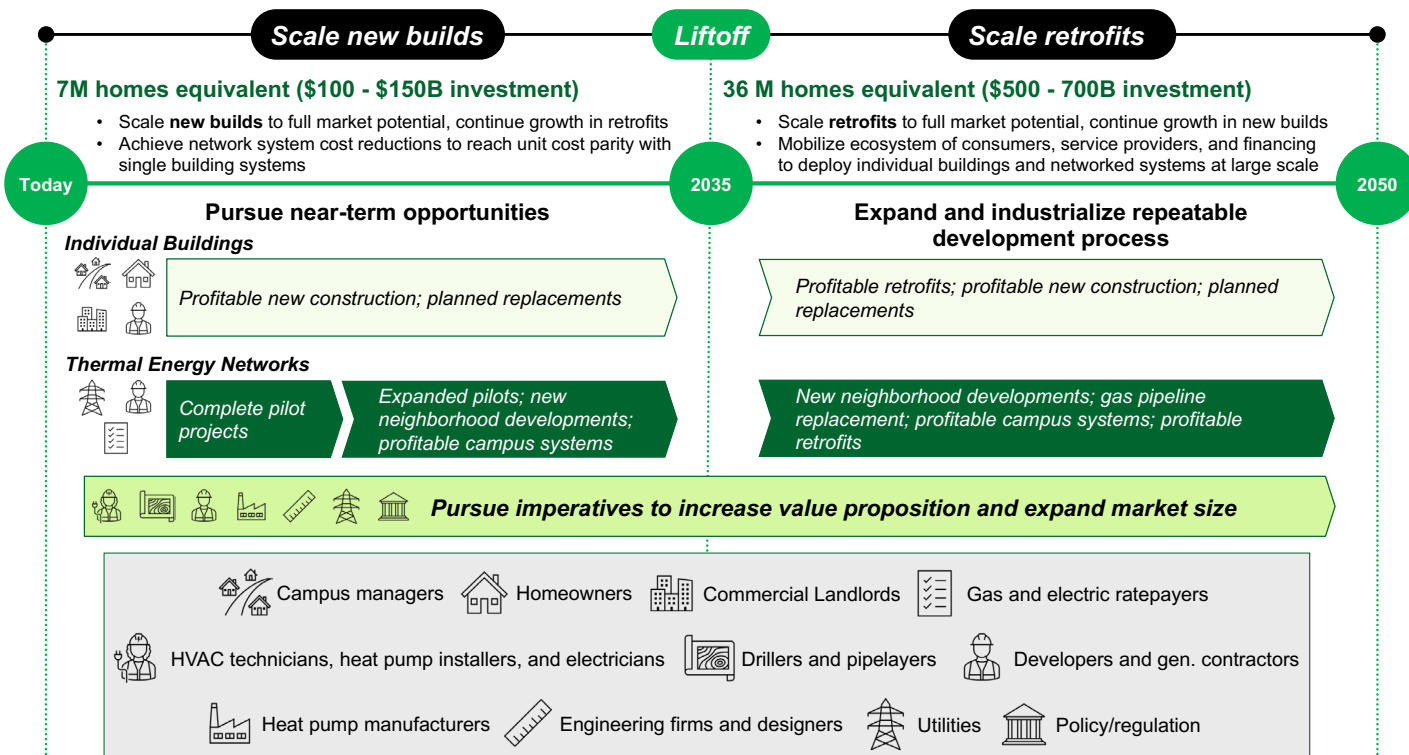 Scale new builds
Liftoff
Scale retrofits
7M homes equivalent ($100 - $150B investment)
• Scale new builds to full market potential, continue growth in retrofits
• Achieve network system cost reductions to reach unit cost parity with
single building systems
36 M homes equivalent ($500 - 700B investment)
• Scale retrofits to full market potential, continue growth in new builds
• Mobilize ecosystem of consumers, service providers, and financing
to deploy individual buildings and networked systems at large scale
Today
2035
2050
Pursue near-term opportunities
Expand and industrialize repeatable
development process
Individual Buildings
Profitable new construction; planned replacements
Profitable retrofits; profitable new construction; planned
replacements
Thermal Energy Networks
Complete pilot
projects
Expanded pilots; new
neighborhood developments;
profitable campus systems
New neighborhood developments; gas pipeline
replacement; profitable campus systems; profitable
retrofits
Pursue imperatives to increase value proposition and expand market size
Campus managers
Homeowners
Commercial Landlords
Gas and electric ratepayers
HVAC technicians, heat pump installers, and electricians
Drillers and pipelayers
Developers and gen. contractors
Heat pump manufacturers
Engineering firms and designers
Utilities
Policy/regulation